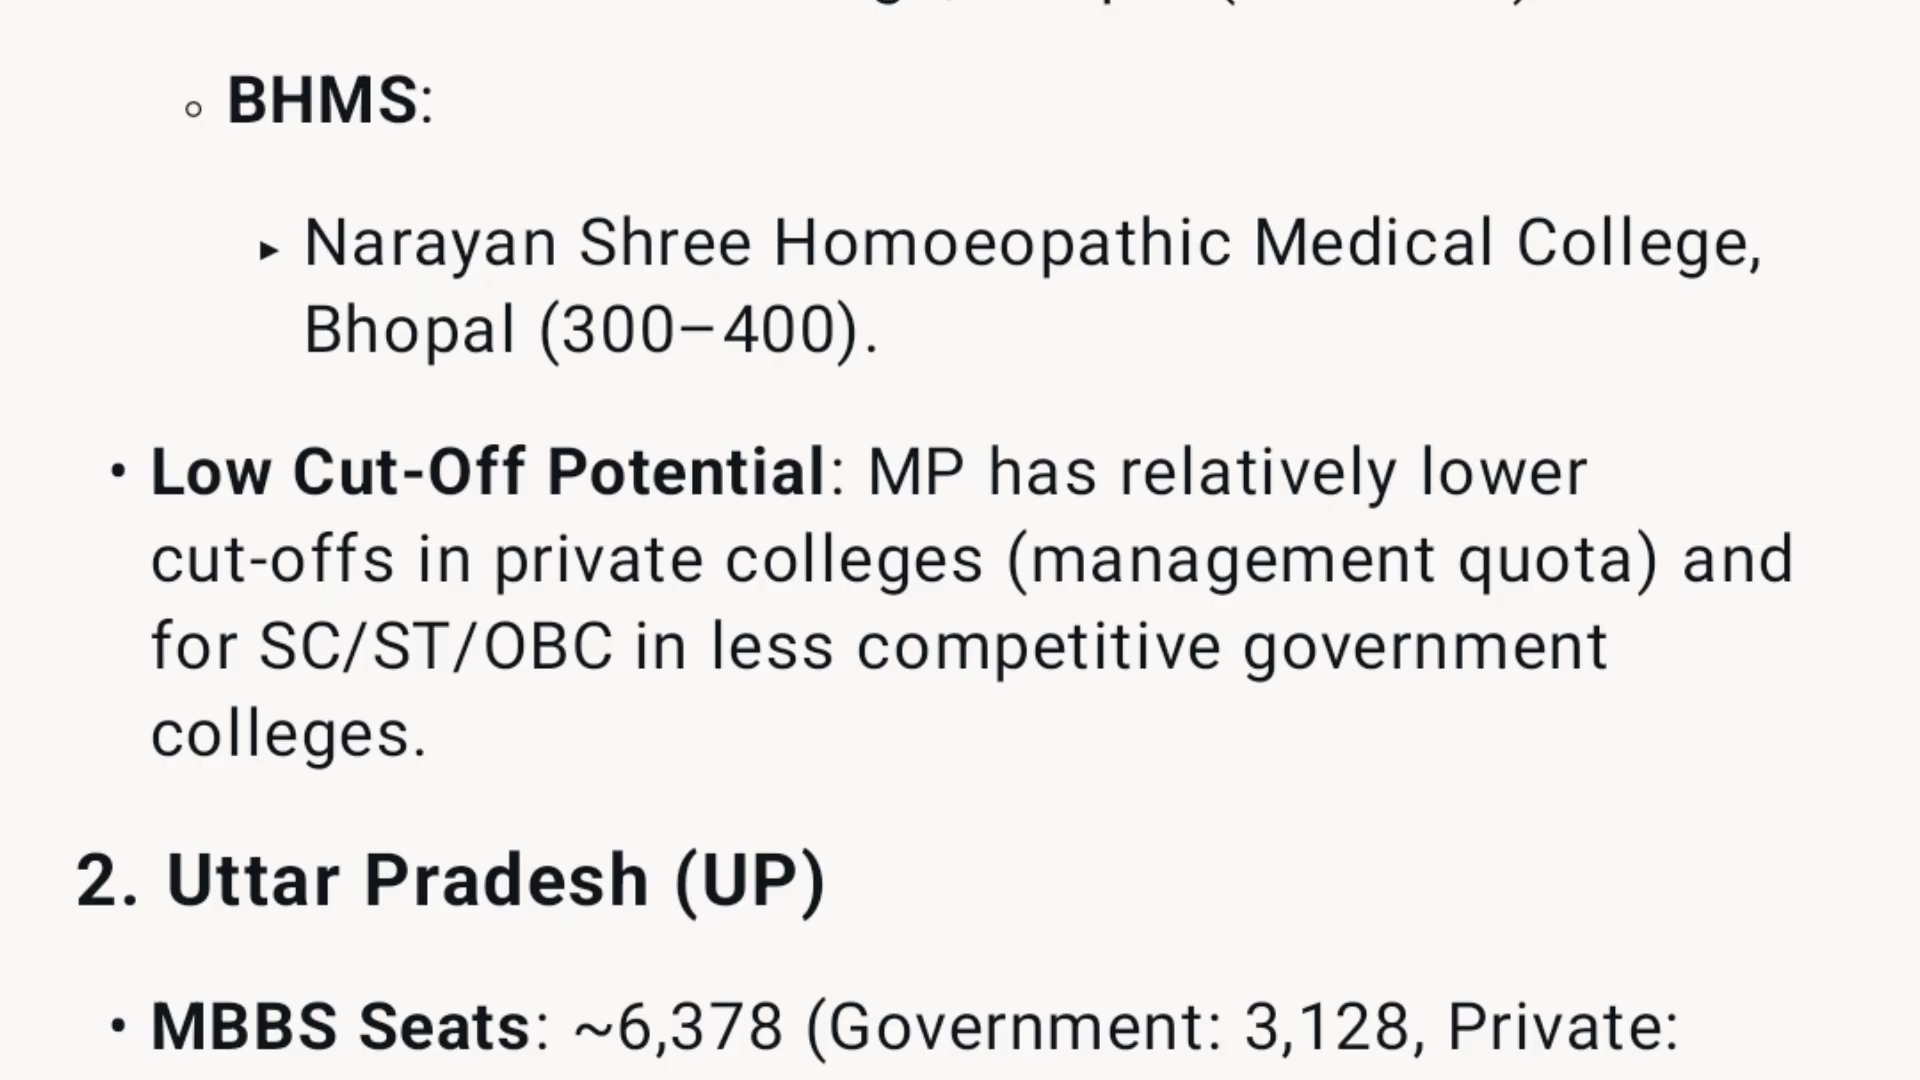 BHMS:
Narayan Shree Homoeopathic Medical College,
Bhopal (300–400).
Low Cut-Off Potential: MP has relatively lower
cut-offs in private colleges (management quota) and
for SC/ST/OBC in less competitive government
colleges.
2. Uttar Pradesh (UP)
MBBS Seats: ~6,378 (Government: 3,128, Private: